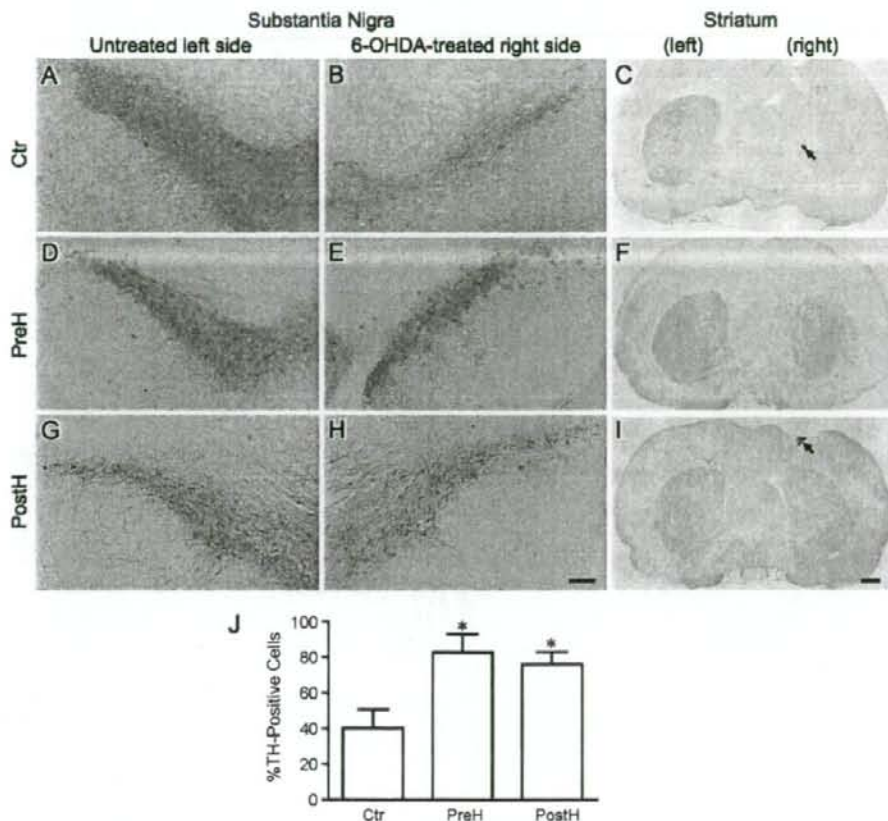 Substantia Nigra Striatum
Untreated left side 6-OHDA-treated right side (left) (right)
A B C
Ctr
D E F
PreH
G H I
PostH
J
%TH-Positive Cells
100
80
60
40
20
0
* *
Ctr PreH PostH